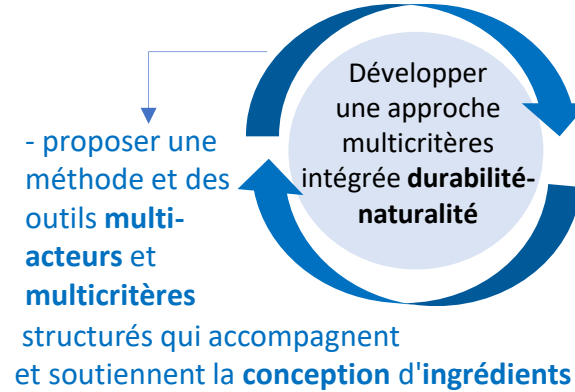 Développer
une approche
multicritères
intégrée durabilité-
naturalité
- proposer une
méthode et des
outils multi-
acteurs et
multicritères
structurés qui accompagnent
et soutiennent la conception d'ingrédients